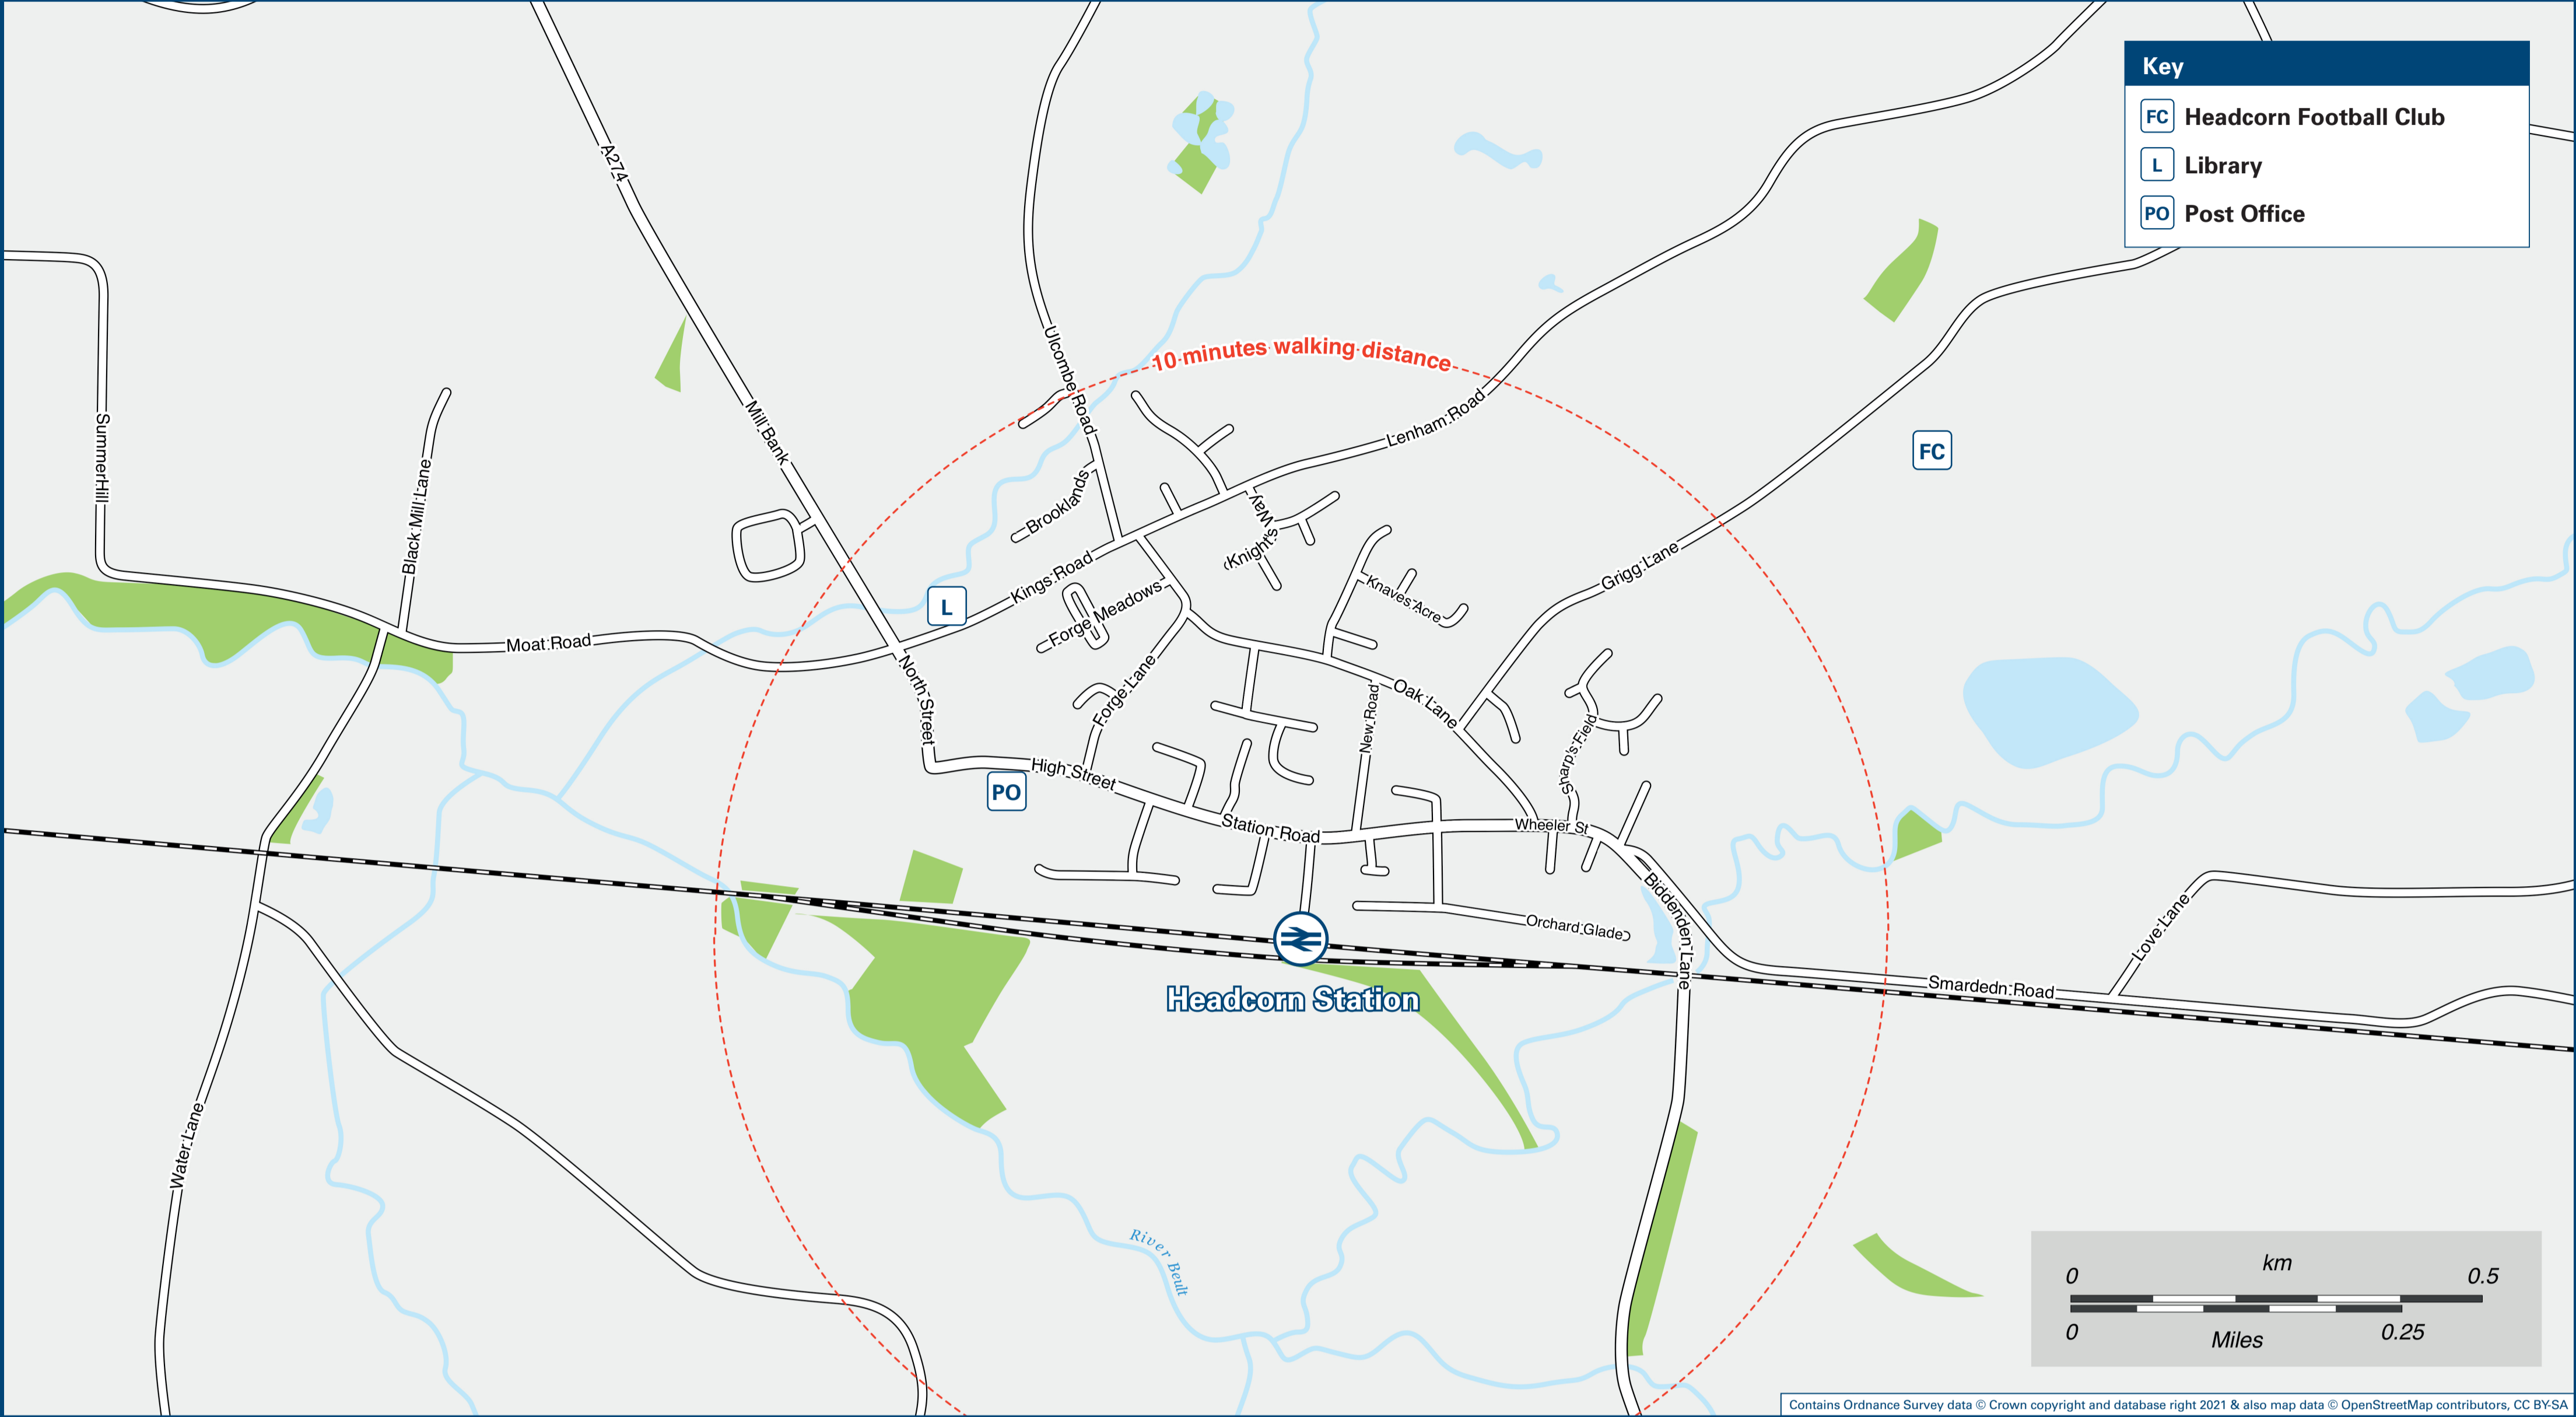 Key
FC Headcorn Football Club
L Library
PO Post Office
A274
Ulcombe Road
10 minutes walking distance
Mill Bank
Lenham Road
Summerhill
Black Mill Lane
FC
Brooklands
Knight's Way
Kings Road
L
Forge Meadows
Knaves Acre
Grigg Lane
Moat Road
North Street
Forge Lane
Oak Lane
New Road
Sharp's Field
High Street
PO
Station Road
Wheeler St
Biddenden Lane
Orchard Glade
Love Lane
Headcorn Station
Smardedn Road
Water Lane
River Beult
km
0 0.5
0 Miles 0.25
Contains Ordnance Survey data © Crown copyright and database right 2021 & also map data © OpenStreetMap contributors, CC BY-SA